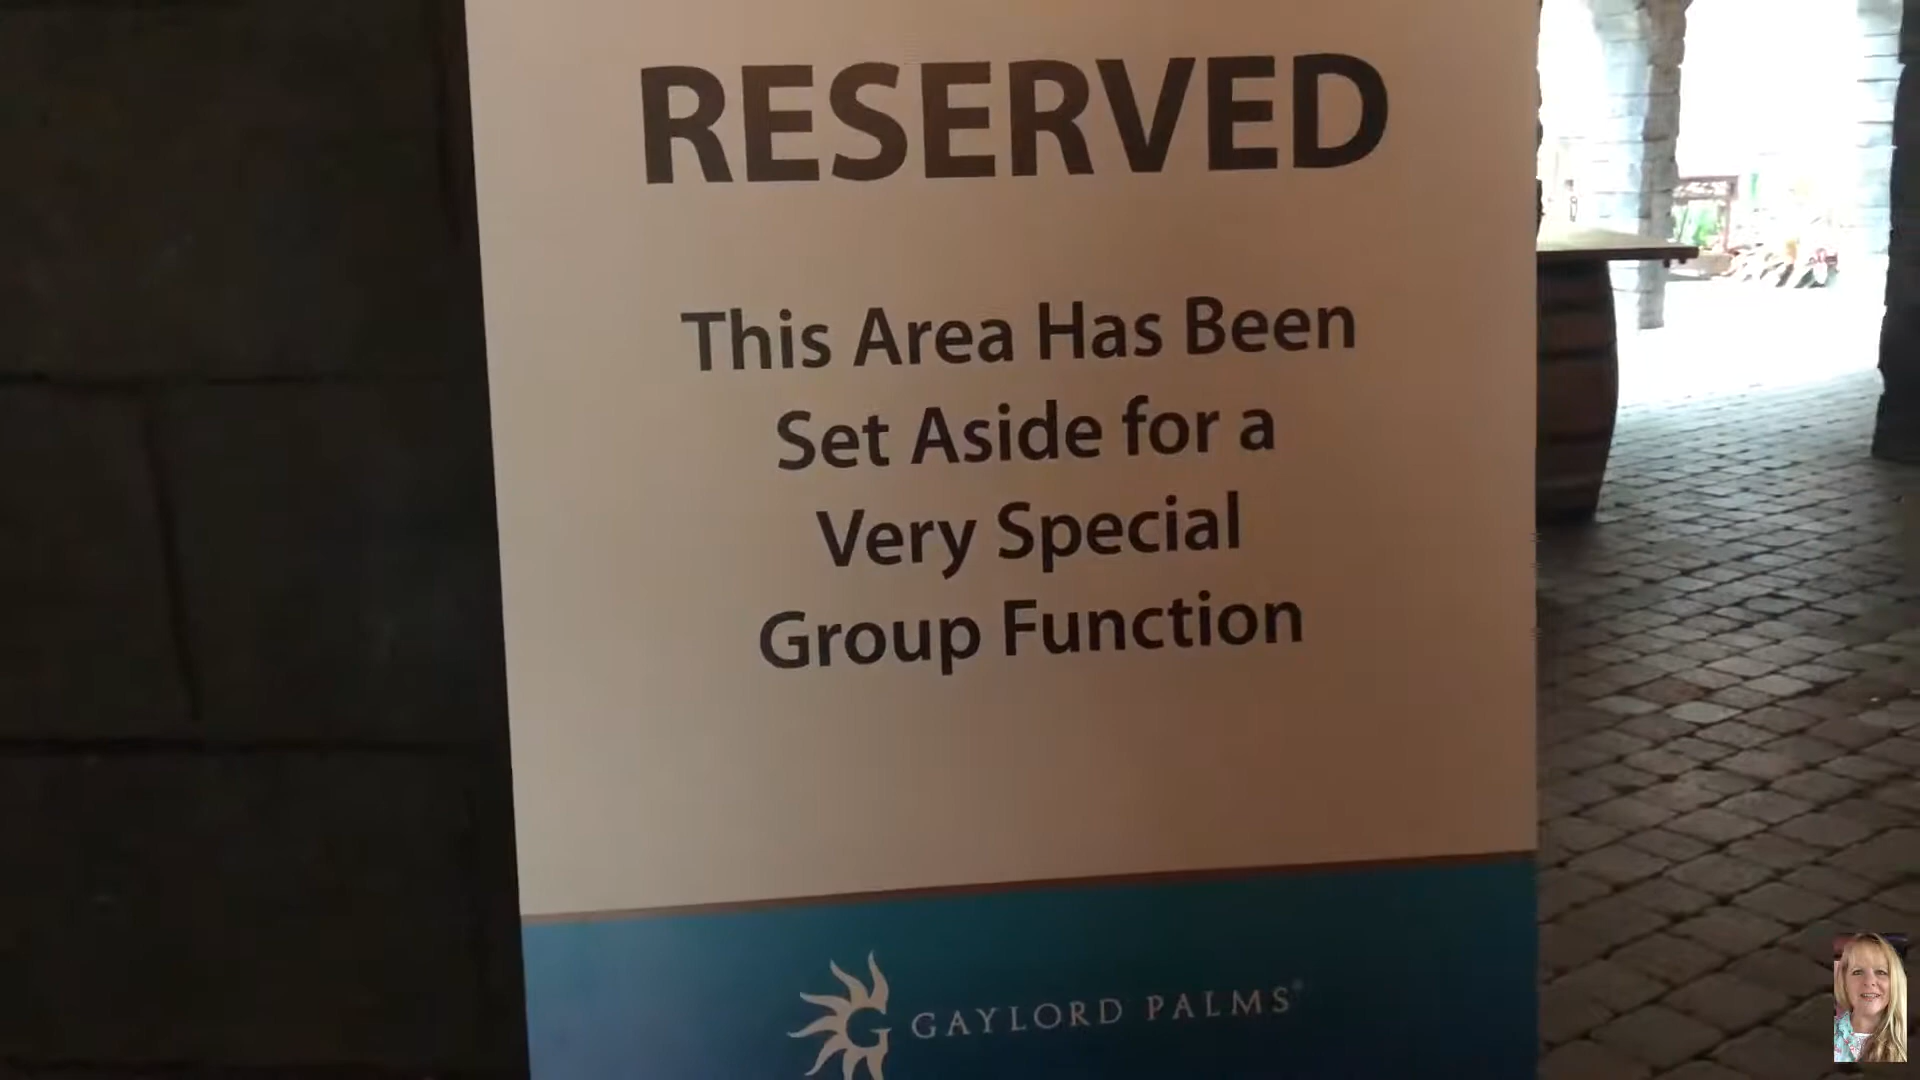 RESERVED
This Area Has Been
Set Aside for a
Very Special
Group Function
GAYLORD PALMS®